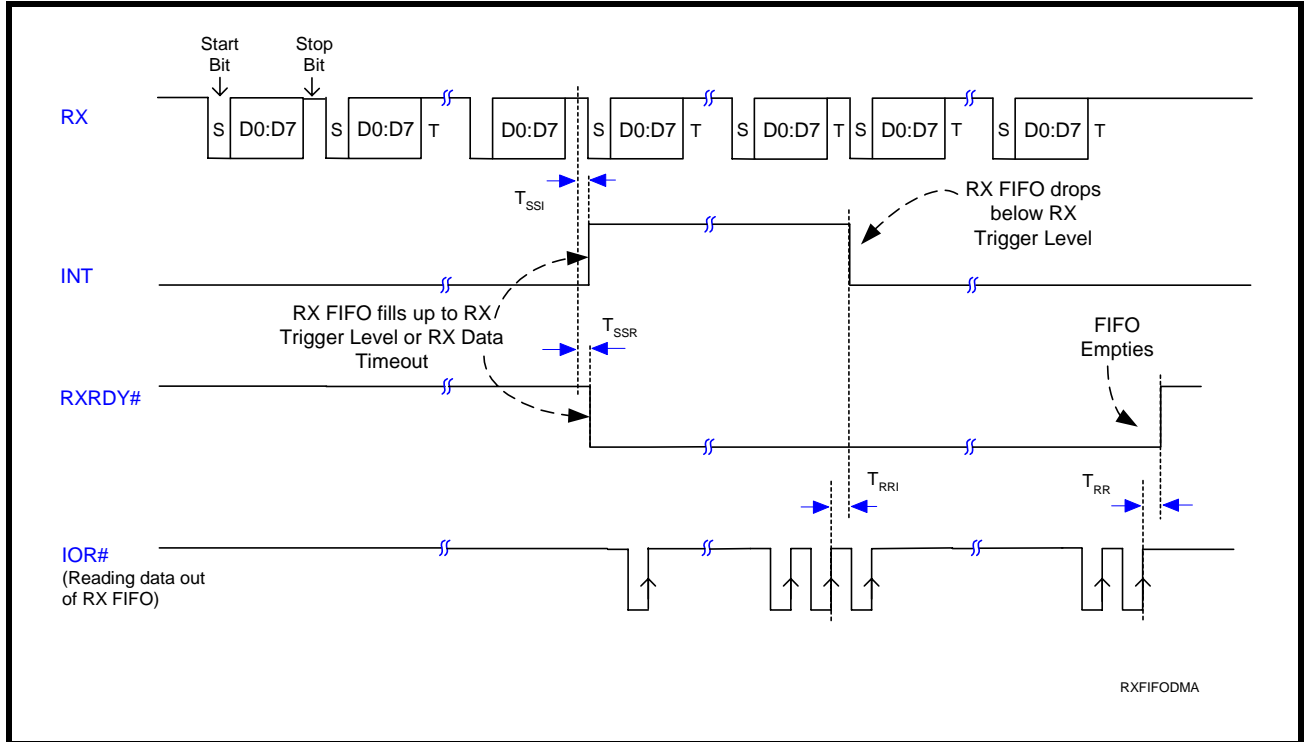 Start
Bit
Stop
Bit
RX
S D0:D7 S D0:D7 T D0:D7 S D0:D7 T S D0:D7 T S D0:D7 T S D0:D7 T
TSSI
RX FIFO drops
below RX
Trigger Level
INT
RX FIFO fills up to RX
Trigger Level or RX Data
Timeout
TSSR
FIFO
Empties
RXRDY#
TRRI
TRR
IOR#
(Reading data out
of RX FIFO)
RXFIFODMA